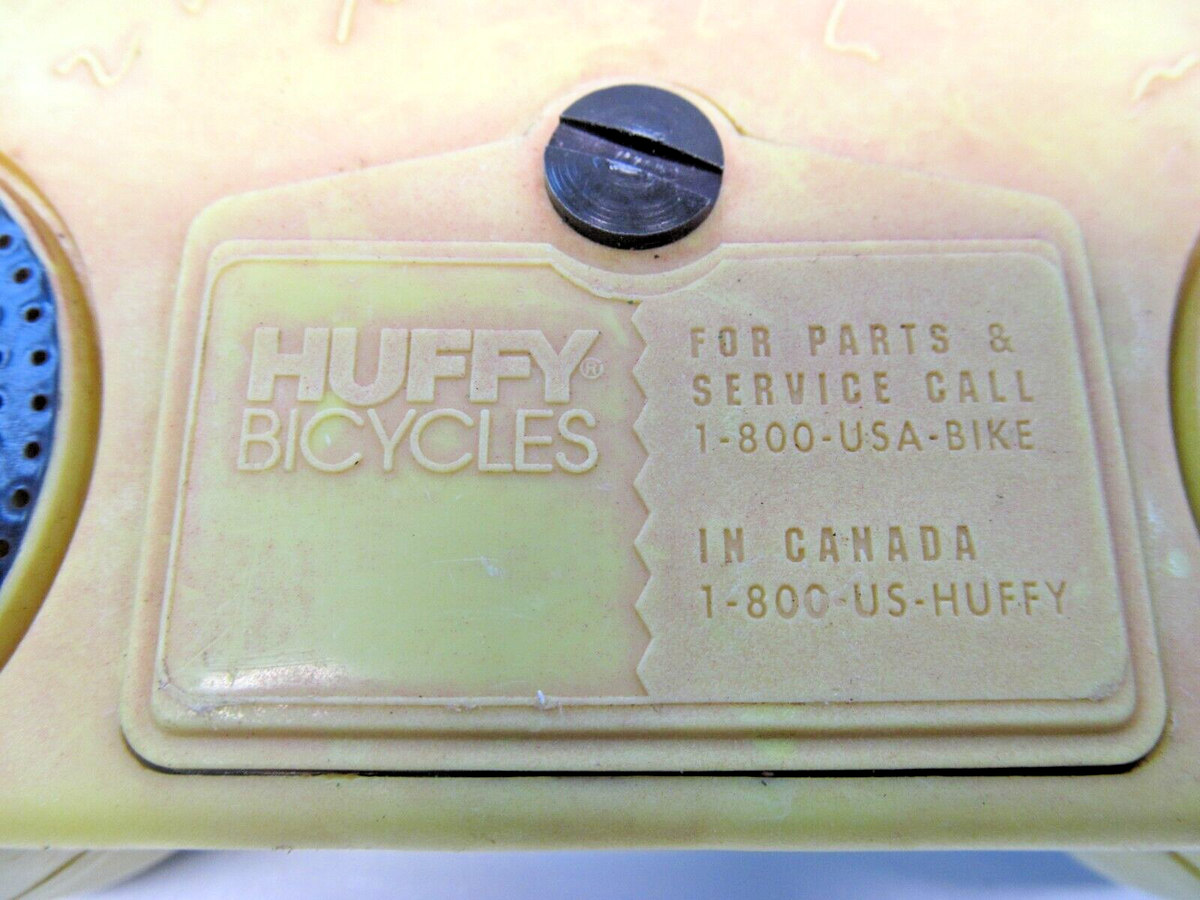 HUFFY®
BICYCLES
FOR PARTS &
SERVICE CALL
1-800-USA-BIKE
IN CANADA
1-800-US-HUFFY